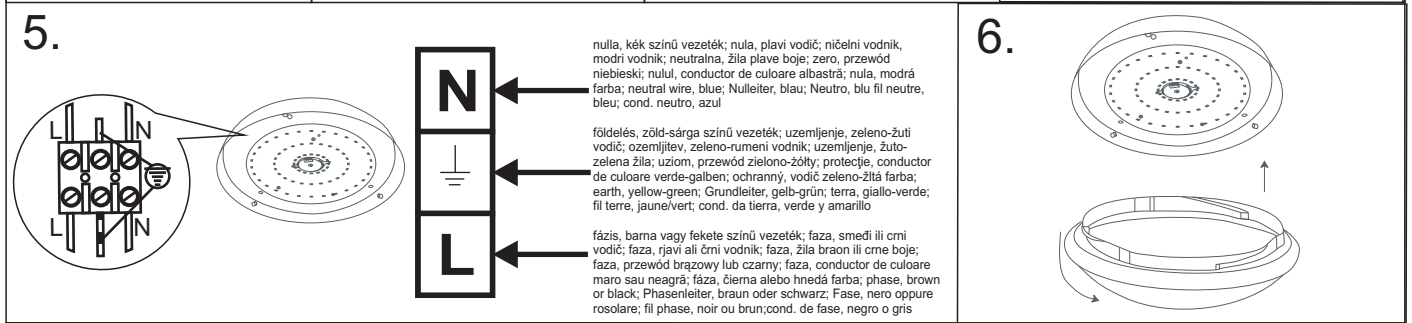 5.
L N
L N
N
nulla, kék színű vezeték; nula, plavi vodič; ničelni vodnik,
modri vodnik; neutralna, žila plave boje; zero, przewód
niebieski; nulul, conductor de culoare albastră; nula, modrá
farba; neutral wire, blue; Nulleiter, blau; Neutro, blu fil neutre,
bleu; cond. neutro, azul
földelés, zöld-sárga színű vezeték; uzemljenje, zeleno-žuti
vodič; ozemljitev, zeleno-rumeni vodnik; uzemljenje, žuto-
zelena žila; uziom, przewód zielono-żółty; protecţie, conductor
de culoare verde-galben; ochranný, vodič zeleno-žltá farba;
earth, yellow-green; Grundleiter, gelb-grün; terra, giallo-verde;
fil terre, jaune/vert; cond. da tierra, verde y amarillo
L
fázis, barna vagy fekete színű vezeték; faza, smeđi ili crni
vodič; faza, rjavi ali črni vodnik; faza, žila braon ili crne boje;
faza, przewód brązowy lub czarny; faza, conductor de culoare
maro sau neagră; fáza, čierna alebo hnedá farba; phase, brown
or black; Phasenleiter, braun oder schwarz; Fase, nero oppure
rosolare; fil phase, noir ou brun;cond. de fase, negro o gris
6.